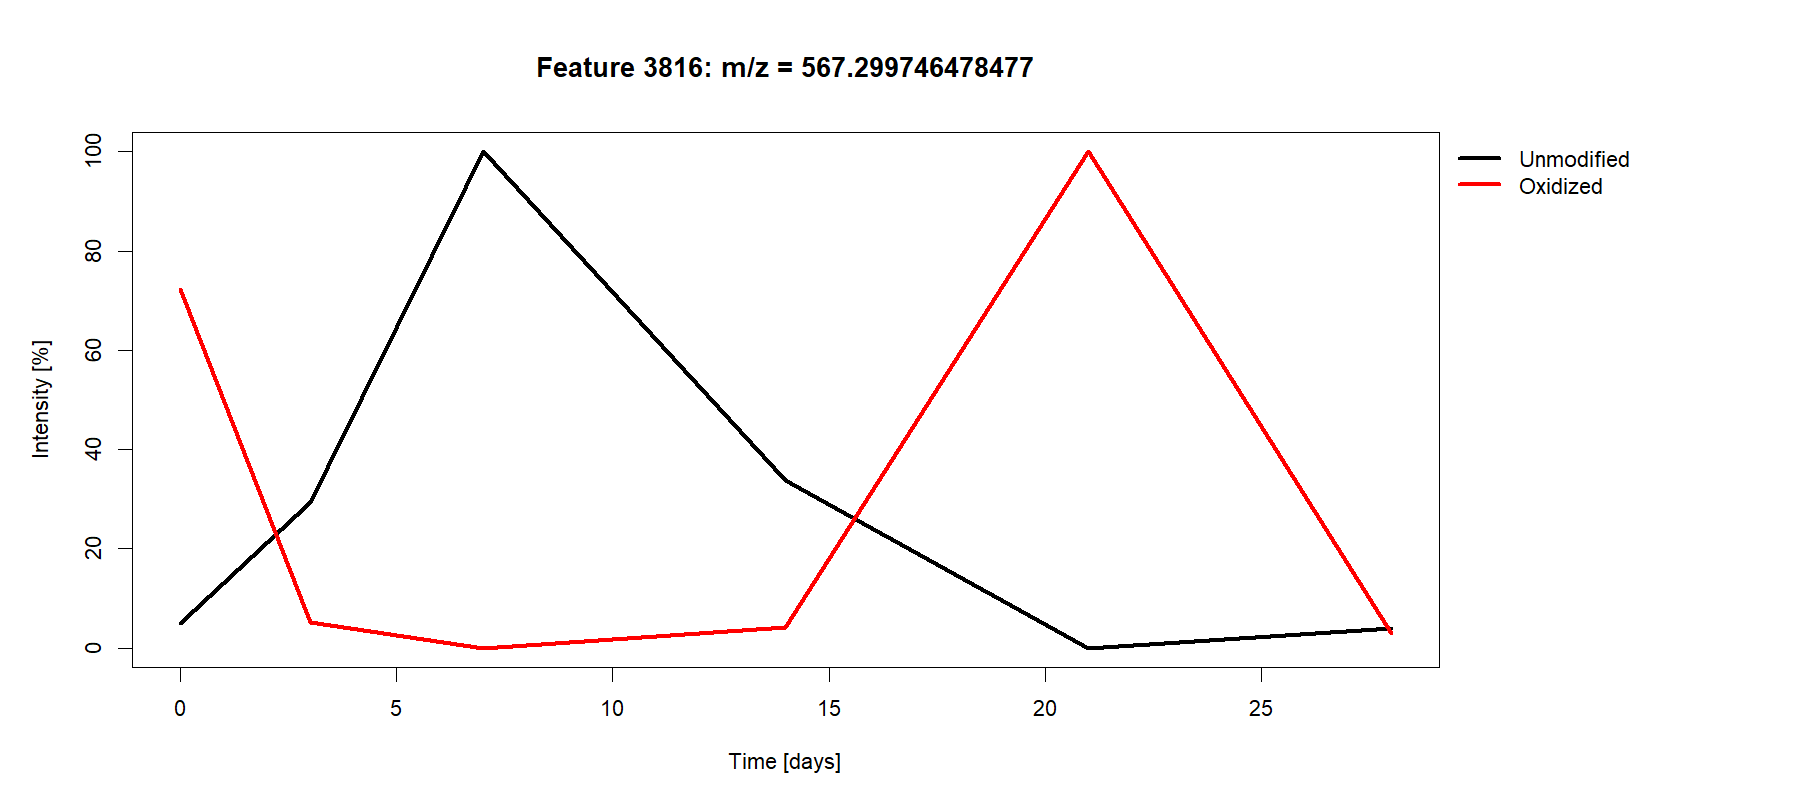 Feature 3816: m/z = 567.299746478477
Unmodified
Oxidized
Intensity [%]
100
80
60
40
20
0
0 5 10 15 20 25
Time [days]